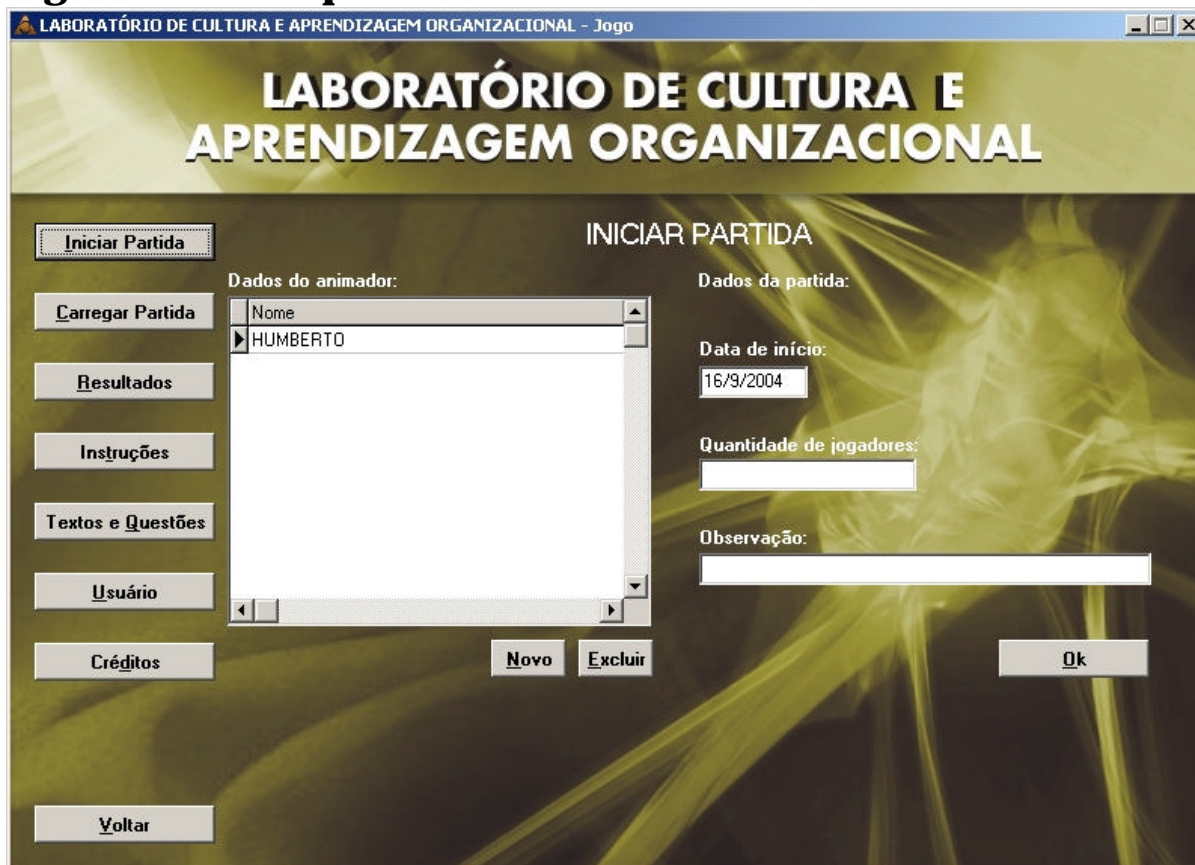 LABORATÓRIO DE CULTURA E APRENDIZAGEM ORGANIZACIONAL - Jogo
LABORATÓRIO DE CULTURA E
APRENDIZAGEM ORGANIZACIONAL
Iniciar Partida
Carregar Partida
Resultados
Instruções
Textos e Questões
Usuário
Créditos
Voltar
INICIAR PARTIDA
Dados do animador:
Nome
HUMBERTO
Novo
Excluir
Dados da partida:
Data de início:
16/9/2004
Quantidade de jogadores:
Observação:
Ok